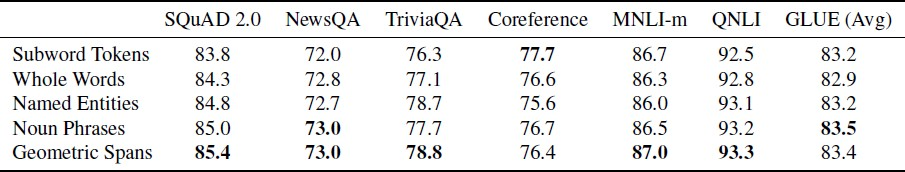 SQuAD 2.0 NewsQA TriviaQA Coreference MNLI-m QNLI GLUE (Avg)
Subword Tokens 83.8 72.0 76.3 77.7 86.7 92.5 83.2
Whole Words 84.3 72.8 77.1 76.6 86.3 92.8 82.9
Named Entities 84.8 72.7 78.7 75.6 86.0 93.1 83.2
Noun Phrases 85.0 73.0 77.7 76.7 86.5 93.2 83.5
Geometric Spans 85.4 73.0 78.8 76.4 87.0 93.3 83.4